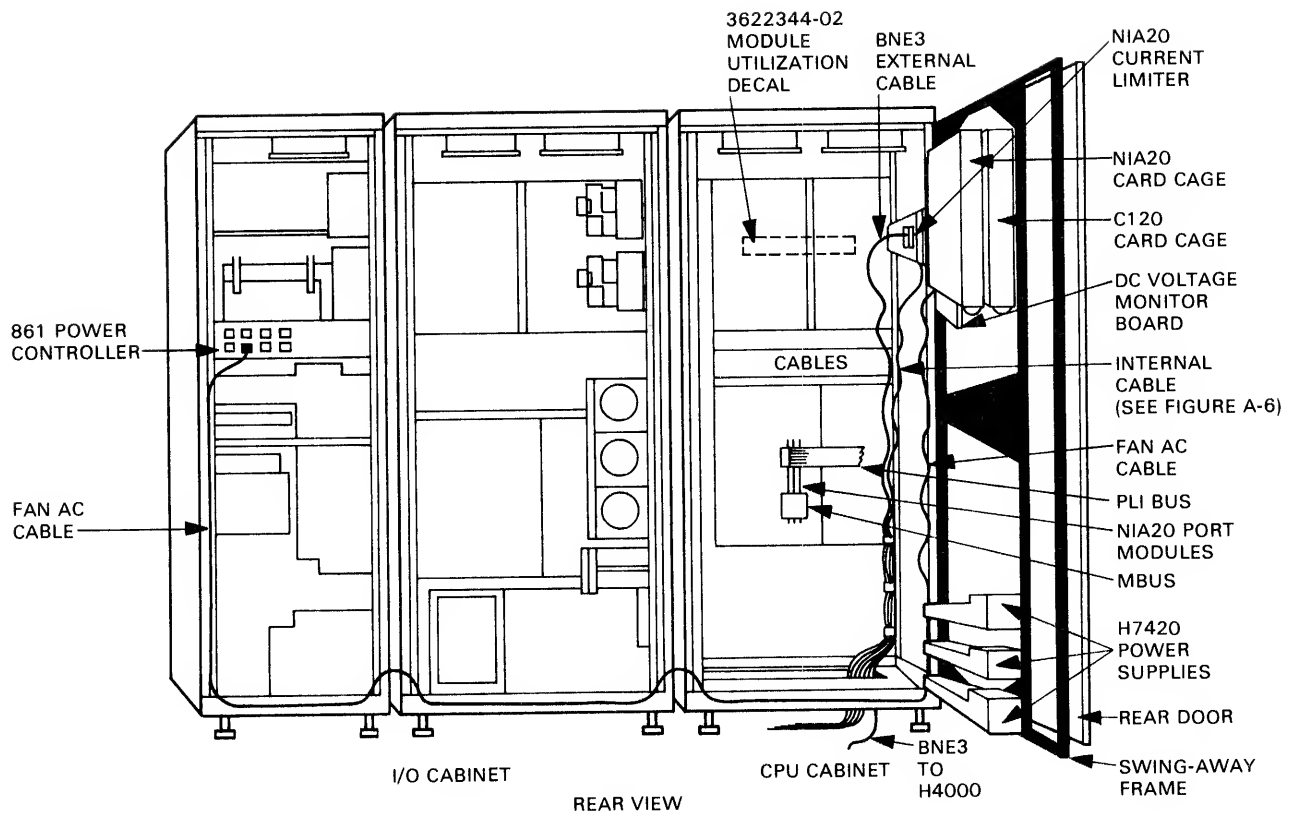 3622344-02
MODULE
UTILIZATION
DECAL
BNE3
EXTERNAL
CABLE
NIA20
CURRENT
LIMITER
NIA20
CARD CAGE
C120
CARD CAGE
DC VOLTAGE
MONITOR
BOARD
861 POWER
CONTROLLER
CABLES
INTERNAL
CABLE
(SEE FIGURE A-6)
FAN AC
CABLE
PLI BUS
FAN AC
CABLE
NIA20 PORT
MODULES
MBUS
H7420
POWER
SUPPLIES
REAR DOOR
SWING-AWAY
FRAME
I/O CABINET
CPU CABINET
BNE3
TO
H4000
REAR VIEW